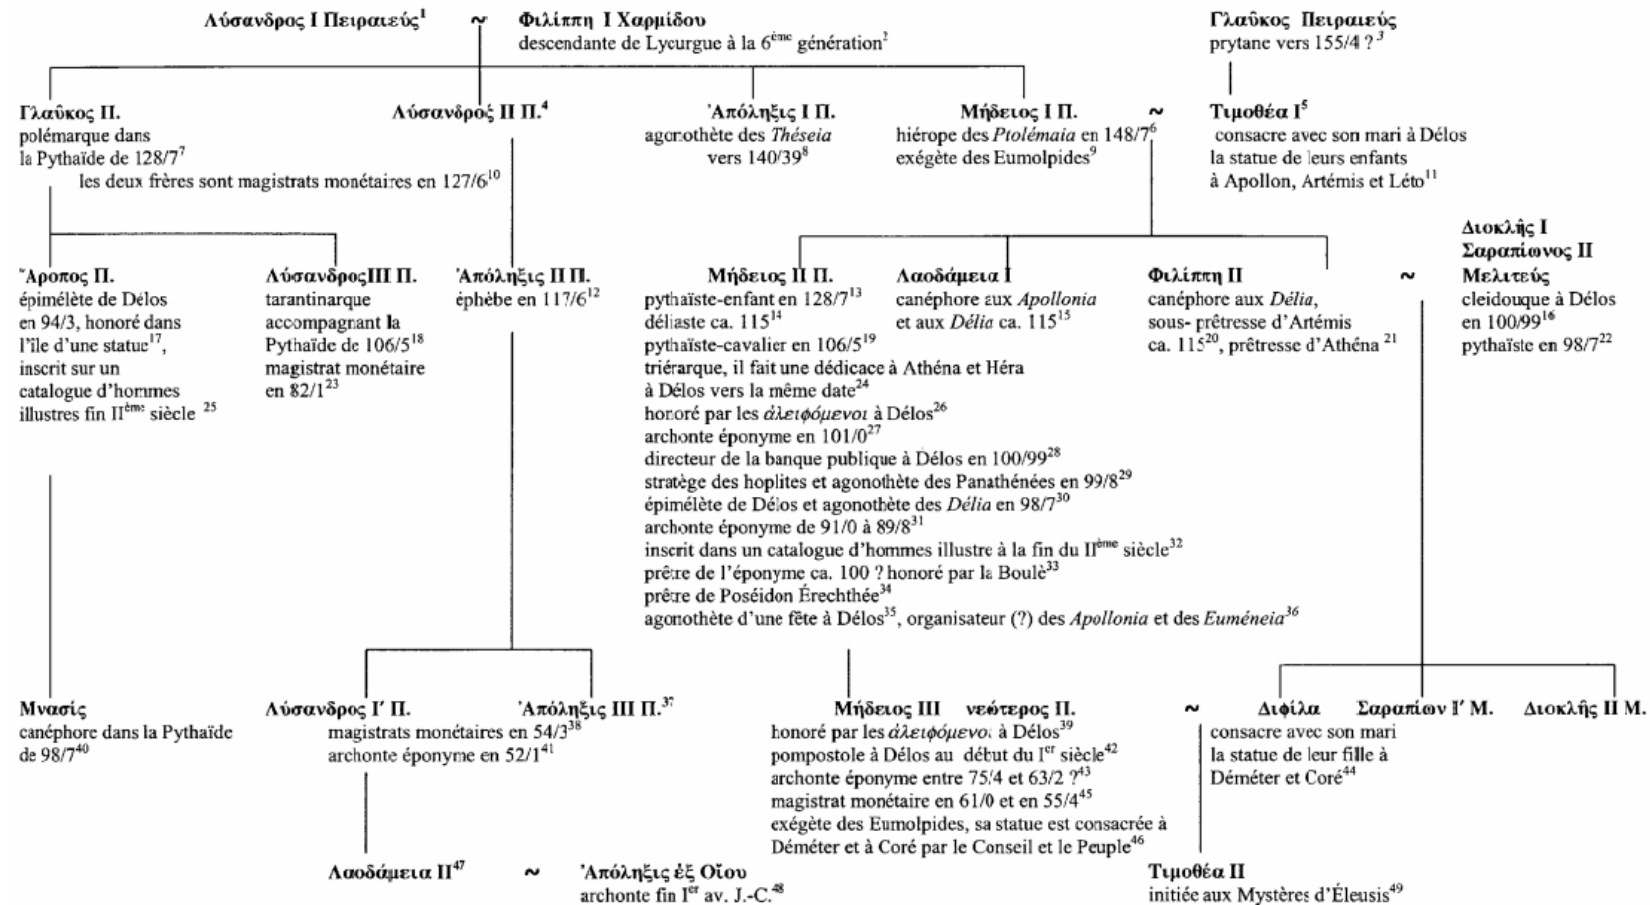 Λύσανδρος Ι Πειραιεύς¹ ~ Φιλίππη Ι Χαρμίδου
descendante de Lycurgue à la 6ème génération²
Γλαῦκος Πειραιεύς
prytane vers 155/4 ?³
Γλαῦκος Π.
polémarque dans
la Pythaïde de 128/7⁷
Λύσανδρος ΙΙ Π.⁴
les deux frères sont magistrats monétaires en 127/6¹⁰
Ἀπόληξις Ι Π.
agonothète des Théseia
vers 140/39⁸
Μήδειος Ι Π. ~
hiérope des Ptolémaia en 148/7⁶
exégète des Eumolpides⁹
Τιμοθέα Ι⁵
consacre avec son mari à Délos
la statue de leurs enfants
à Apollon, Artémis et Léto¹¹
Ἄροπος Π.
épimélète de Délos
en 94/3, honoré dans
l’île d’une statue¹⁷,
inscrit sur un
catalogue d’hommes
illustres fin IIème siècle ²⁵
ΛύσανδροςΙΙΙ Π.
tarantinarque
accompagnant la
Pythaïde de 106/5¹⁸
magistrat monétaire
en 82/1²³
Ἀπόληξις ΙΙ Π.
éphèbe en 117/6¹²
Μήδειος ΙΙ Π.
pythaïste-enfant en 128/7¹³
déliaste ca. 115¹⁴
pythaïste-cavalier en 106/5¹⁹
triérarque, il fait une dédicace à Athéna et Héra
à Délos vers la même date²⁴
honoré par les ἀλειφόμενοι à Délos²⁶
archonte éponyme en 101/0²⁷
directeur de la banque publique à Délos en 100/99²⁸
stratège des hoplites et agonothète des Panathénées en 99/8²⁹
épimélète de Délos et agonothète des Délia en 98/7³⁰
archonte éponyme de 91/0 à 89/8³¹
inscrit dans un catalogue d’hommes illustre à la fin du IIème siècle³²
prêtre de l’éponyme ca. 100 ? honoré par la Boulè³³
prêtre de Poséidon Érechthée³⁴
agonothète d’une fête à Délos³⁵, organisateur (?) des Apollonia et des Euméneia³⁶
Λαοδάμεια Ι
canéphore aux Apollonia
et aux Délia ca. 115¹⁵
Φιλίππη ΙΙ ~
canéphore aux Délia,
sous- prêtresse d’Artémis
ca. 115²⁰, prêtresse d’Athéna ²¹
Διοκλῆς Ι
Σαραπίωνος ΙΙ
Μελιτεύς
cleidouque à Délos
en 100/99¹⁶
pythaïste en 98/7²²
Μνασίς
canéphore dans la Pythaïde
de 98/7⁴⁰
Λύσανδρος Ι′ Π. Ἀπόληξις ΙΙΙ Π.³⁷
magistrats monétaires en 54/3³⁸
archonte éponyme en 52/1⁴¹
Μήδειος ΙΙΙ νεώτερος Π. ~
honoré par les ἀλειφόμενοι à Délos³⁹
pompostole à Délos au début du Ier siècle⁴²
archonte éponyme entre 75/4 et 63/2 ?⁴³
magistrat monétaire en 61/0 et en 55/4⁴⁵
exégète des Eumolpides, sa statue est consacrée à
Déméter et à Coré par le Conseil et le Peuple⁴⁶
Διφίλα Σαραπίων Ι′ Μ. Διοκλῆς ΙΙ Μ.
consacre avec son mari
la statue de leur fille à
Déméter et Coré⁴⁴
Λαοδάμεια ΙΙ⁴⁷ ~ Ἀπόληξις ἐξ Οἴου
archonte fin Ier av. J.-C.⁴⁸
Τιμοθέα ΙΙ
initiée aux Mystères d’Éleusis⁴⁹